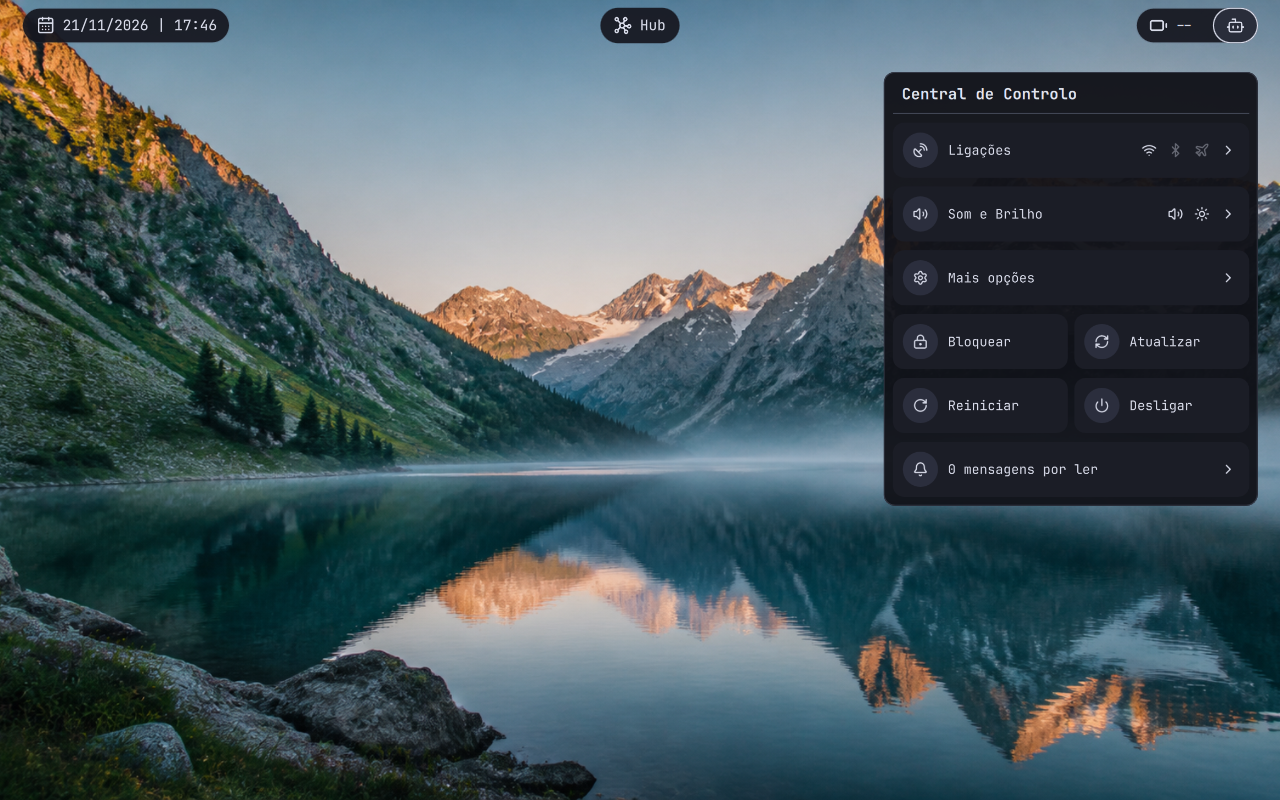 21/11/2026 | 17:46
Hub
--
Central de Controlo
Ligações
Som e Brilho
Mais opções
Bloquear
Atualizar
Reiniciar
Desligar
0 mensagens por ler